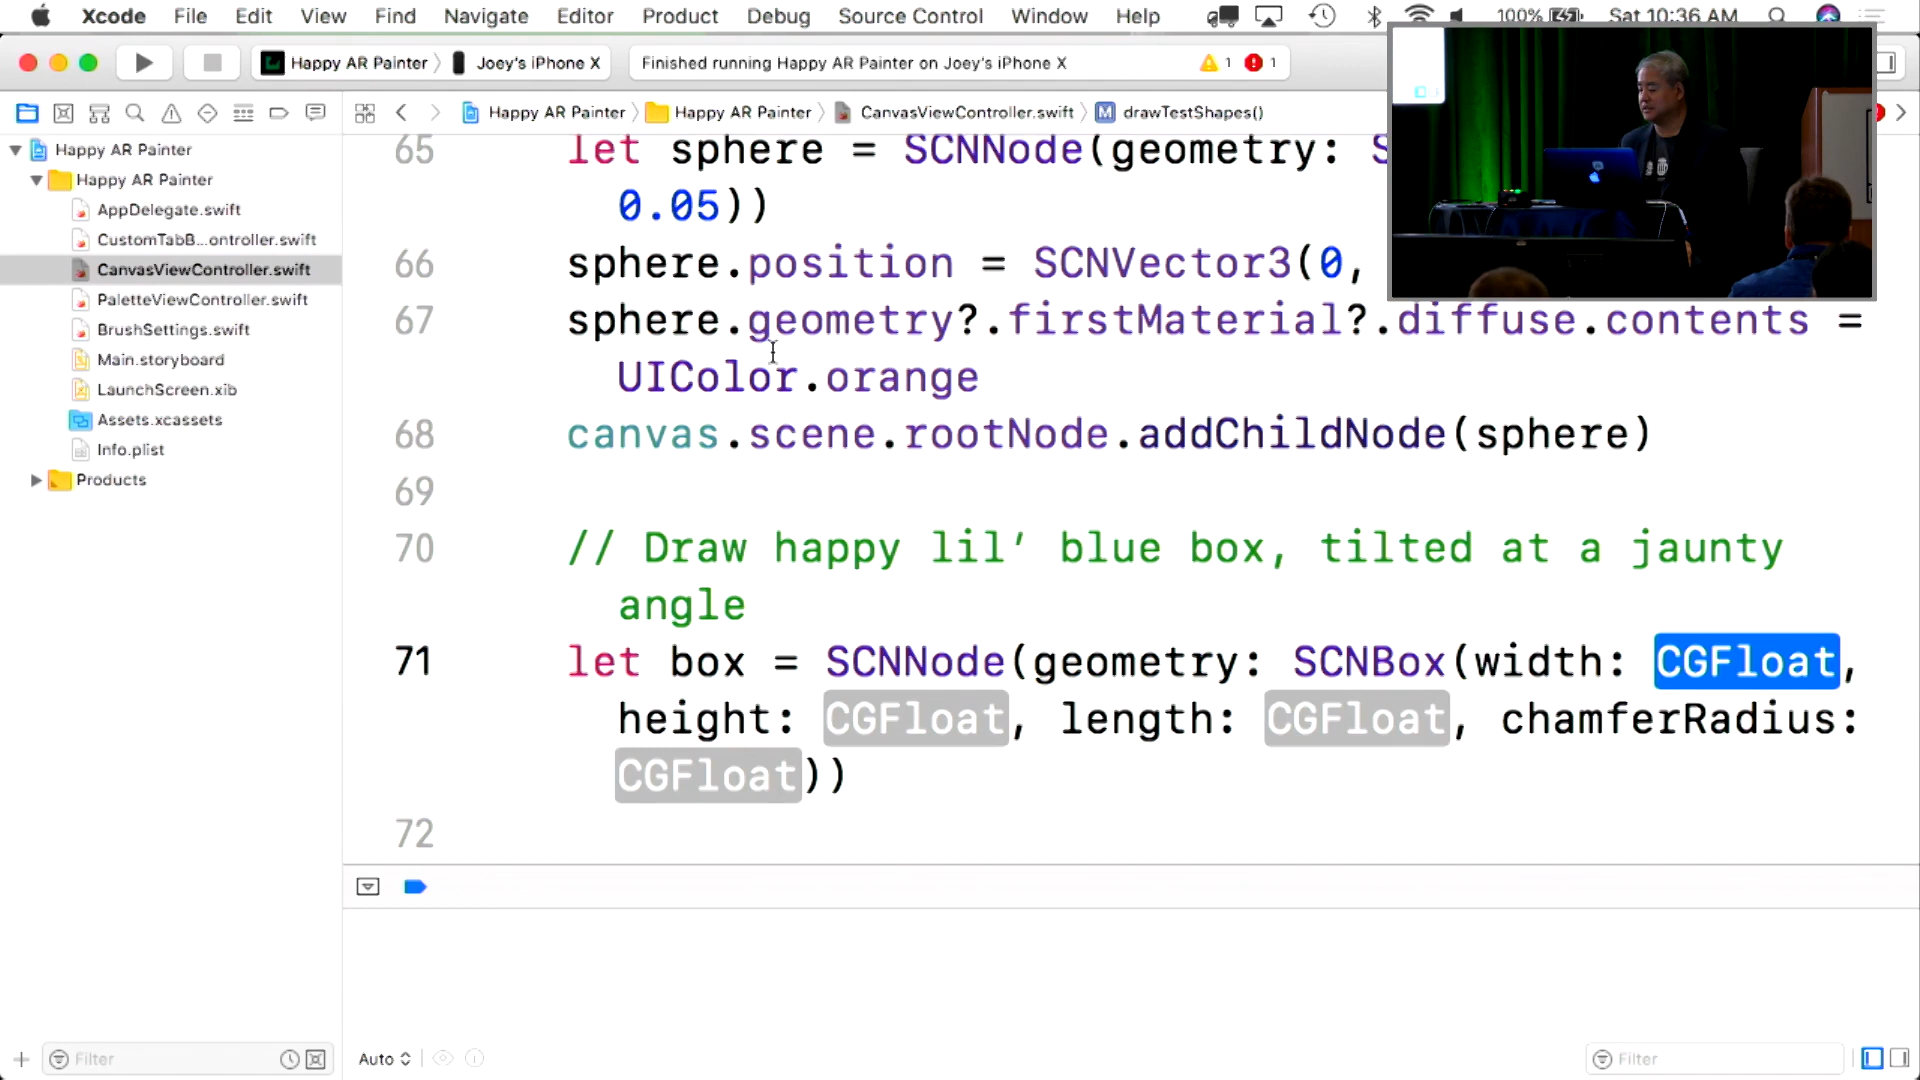 Xcode File Edit View Find Navigate Editor Product Debug Source Control Window Help 100% Sat 10:36 AM
Happy AR Painter Joey's iPhone X Finished running Happy AR Painter on Joey's iPhone X 1 1
Happy AR Painter Happy AR Painter CanvasViewController.swift M drawTestShapes()
Happy AR Painter
Happy AR Painter
AppDelegate.swift
CustomTabB...ontroller.swift
CanvasViewController.swift
PaletteViewController.swift
BrushSettings.swift
Main.storyboard
LaunchScreen.xib
Assets.xcassets
Info.plist
Products
65 let sphere = SCNNode(geometry: S
0.05))
66 sphere.position = SCNVector3(0,
67 sphere.geometry?.firstMaterial?.diffuse.contents =
UIColor.orange
68 canvas.scene.rootNode.addChildNode(sphere)
69
70 // Draw happy lil’ blue box, tilted at a jaunty
angle
71 let box = SCNNode(geometry: SCNBox(width: CGFloat,
height: CGFloat, length: CGFloat, chamferRadius:
CGFloat))
72
Filter Auto Filter